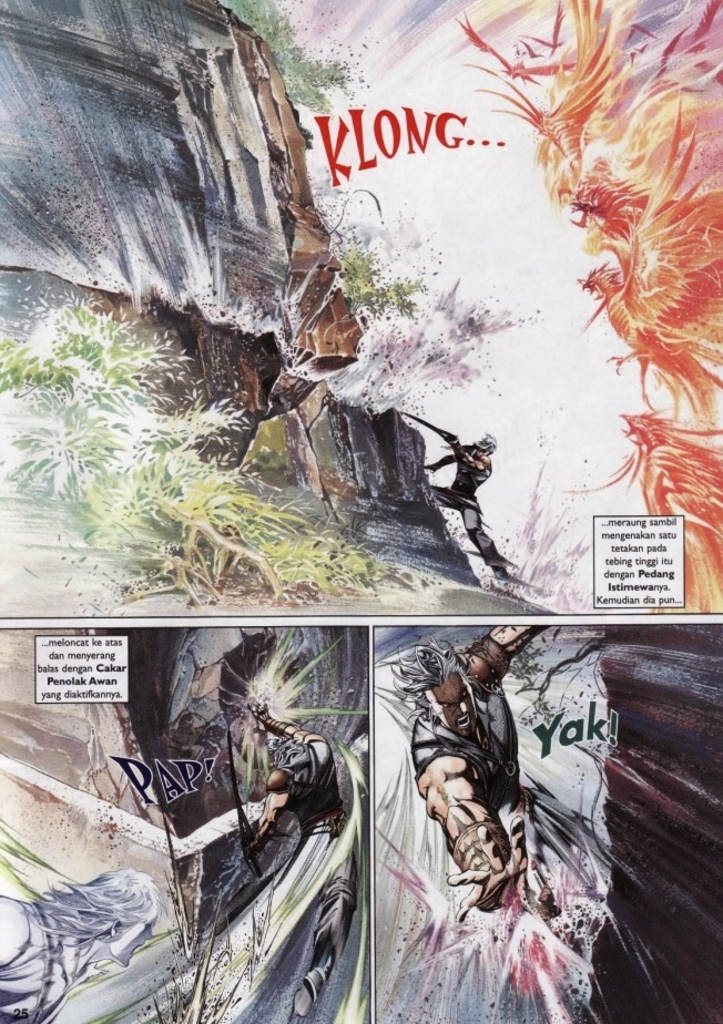 KLONG...
...meraung sambil
mengenakan satu
tetakan pada
tebing tinggi itu
dengan Pedang
Istimewanya.
Kemudian dia pun...
...meloncat ke atas
dan menyerang
balas dengan Cakar
Penolak Awan
yang diaktifkannya.
PAP!
Yak!
25